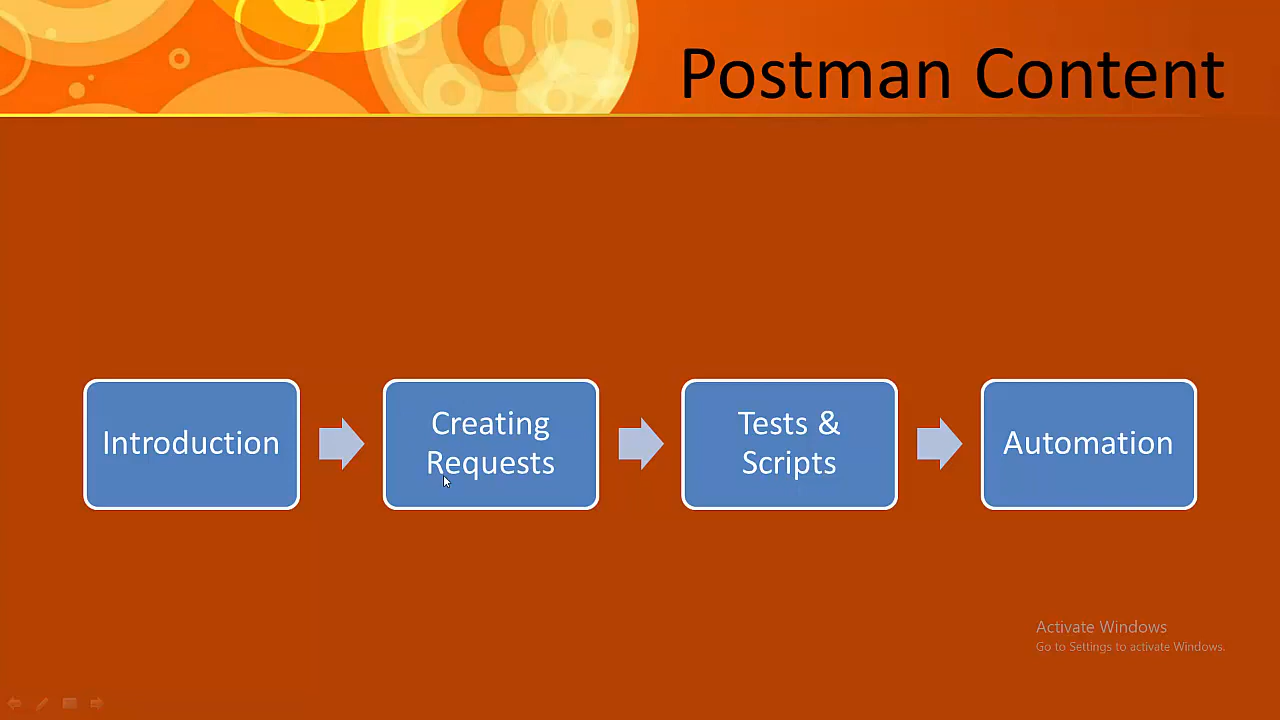 Postman Content
Introduction
Creating
Requests
Tests &
Scripts
Automation
Activate Windows
Go to Settings to activate Windows.